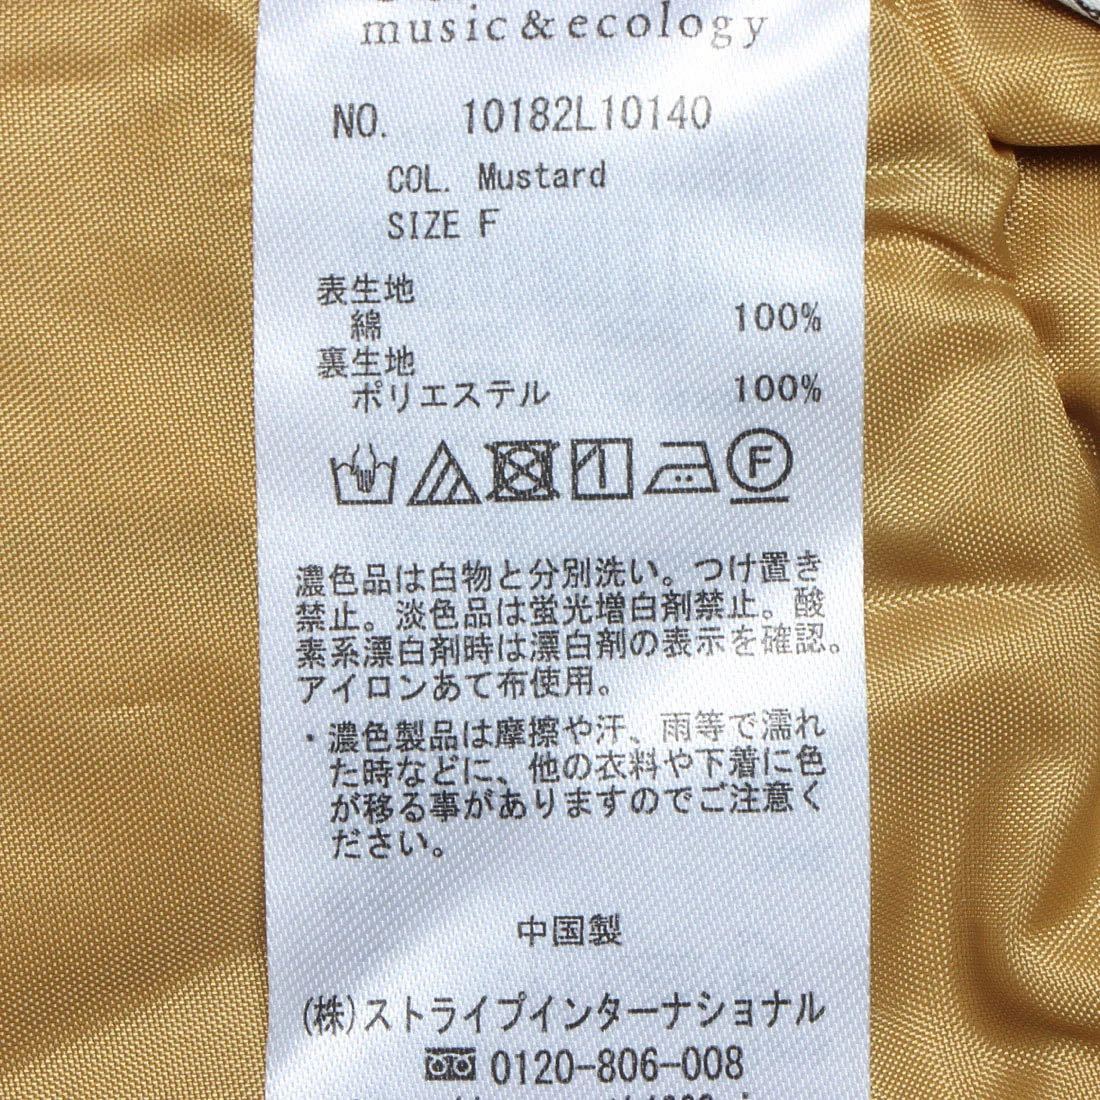 music & ecology
NO. 10182L10140
COL. Mustard
SIZE F
表生地
綿 100%
裏生地
ポリエステル 100%
F
濃色品は白物と分別洗い。つけ置き
禁止。淡色品は蛍光増白剤禁止。酸
素系漂白剤時は漂白剤の表示を確認。
アイロンあて布使用。
・濃色製品は摩擦や汗、雨等で濡れ
た時などに、他の衣料や下着に色
が移る事がありますのでご注意く
ださい。
中国製
(株)ストライプインターナショナル
0120-806-008